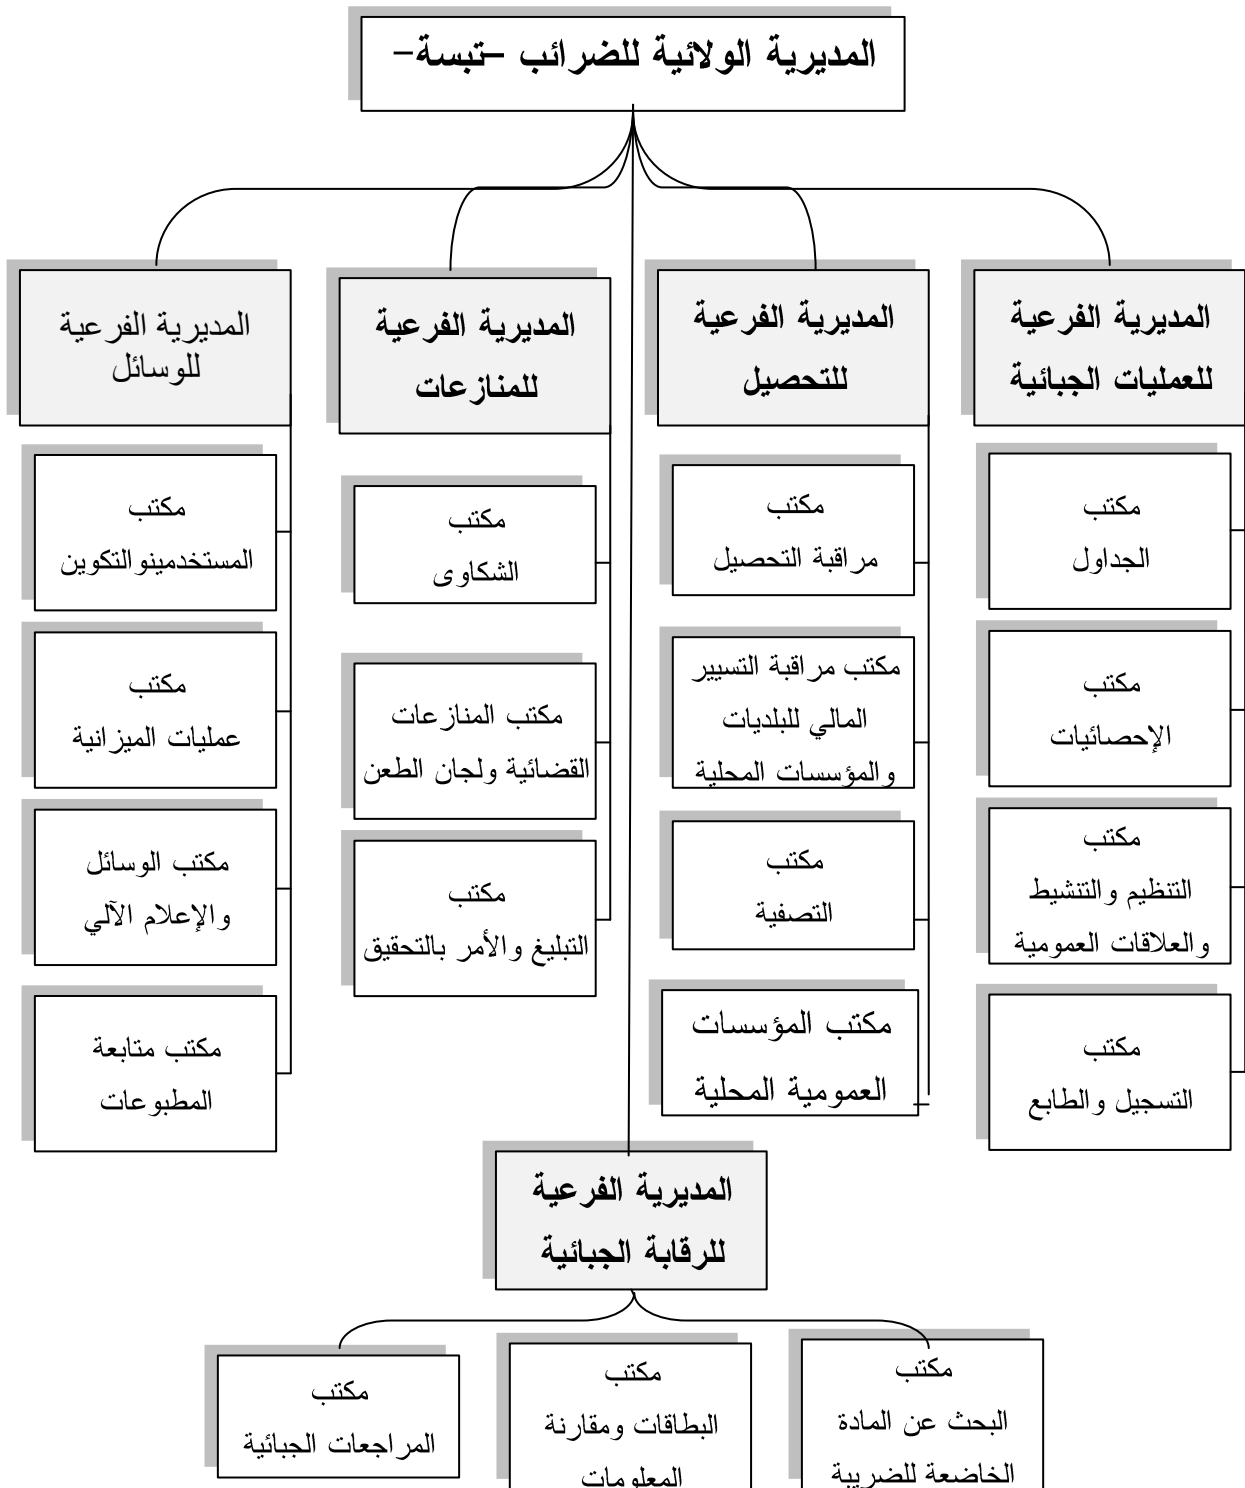 المديرية الولائية للضرائب –تبسة-
المديرية الفرعية
للعمليات الجبائية
مكتب
الجداول
مكتب
الإحصائيات
مكتب
التنظيم والتنشيط
والعلاقات العمومية
مكتب
التسجيل والطابع
المديرية الفرعية
للتحصيل
مكتب
مراقبة التحصيل
مكتب مراقبة التسيير
المالي للبلديات
والمؤسسات المحلية
مكتب
التصفية
مكتب المؤسسات
العمومية المحلية
المديرية الفرعية
للمنازعات
مكتب
الشكاوى
مكتب المنازعات
القضائية ولجان الطعن
مكتب
التبليغ والأمر بالتحقيق
المديرية الفرعية
للوسائل
مكتب
المستخدمينوالتكوين
مكتب
عمليات الميزانية
مكتب الوسائل
والإعلام الآلي
مكتب متابعة
المطبوعات
المديرية الفرعية
للرقابة الجبائية
مكتب
البحث عن المادة
الخاضعة للضريبة
مكتب
البطاقات ومقارنة
المعلومات
مكتب
المراجعات الجبائية